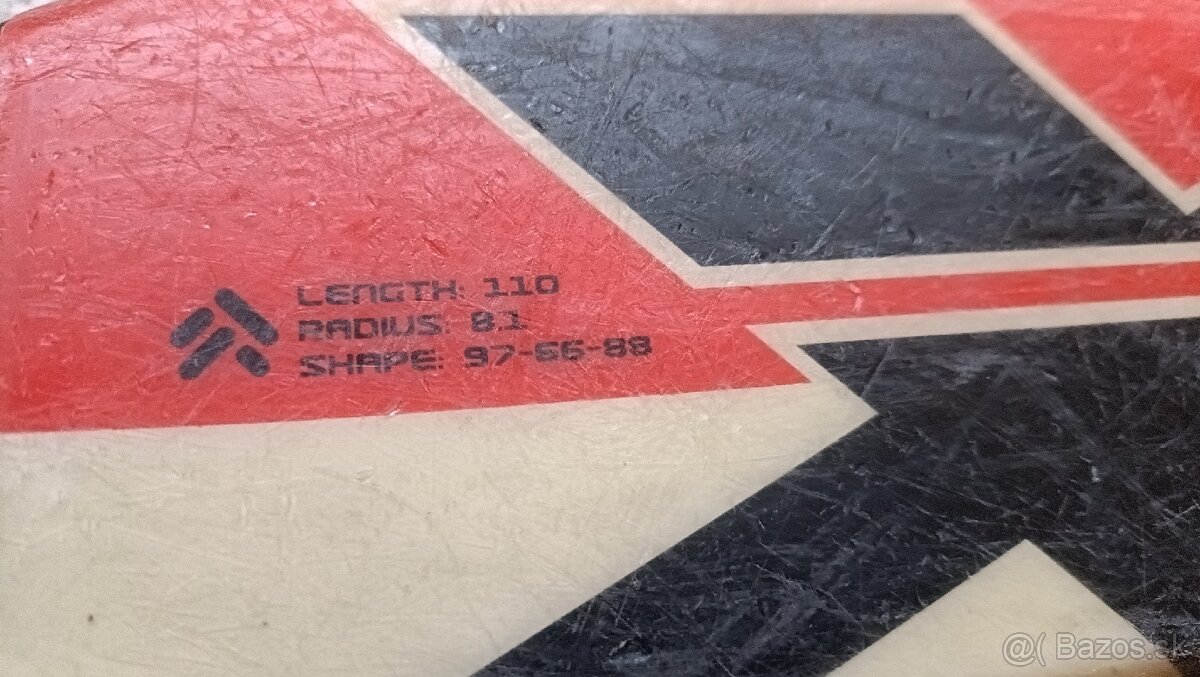 LENGTH: 110
RADIUS: 8.1
SHAPE: 97-66-88
@( Bazos.sk